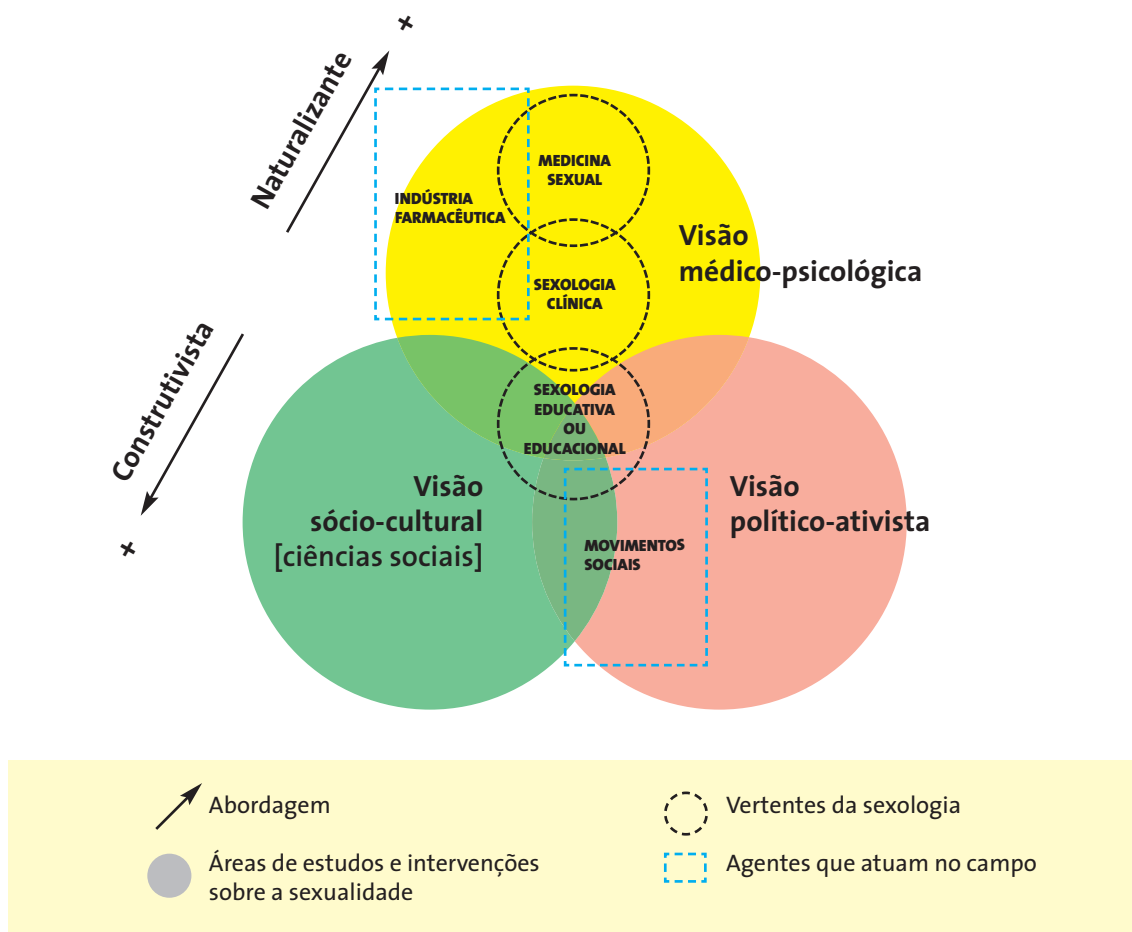 +
Naturalizante
MEDICINA
SEXUAL
INDÚSTRIA
FARMACÊUTICA
Visão
médico-psicológica
SEXOLOGIA
CLÍNICA
Construtivista
+
SEXOLOGIA
EDUCATIVA
OU
EDUCACIONAL
Visão
sócio-cultural
[ciências sociais]
Visão
político-ativista
MOVIMENTOS
SOCIAIS
Abordagem
Áreas de estudos e intervenções
sobre a sexualidade
Vertentes da sexologia
Agentes que atuam no campo